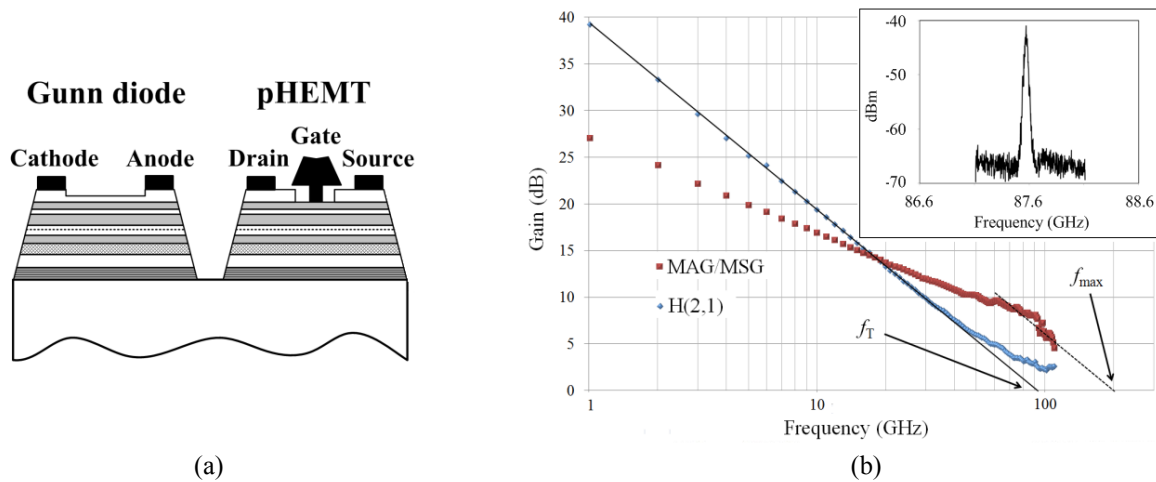 Gunn diode
pHEMT
Gate
Cathode
Anode
Drain
Source
(a)
Gain (dB)
40
35
30
25
20
15
10
5
0
1
10
100
Frequency (GHz)
MAG/MSG
H(2,1)
fT
fmax
dBm
-40
-50
-60
-70
86.6
87.6
88.6
Frequency (GHz)
(b)